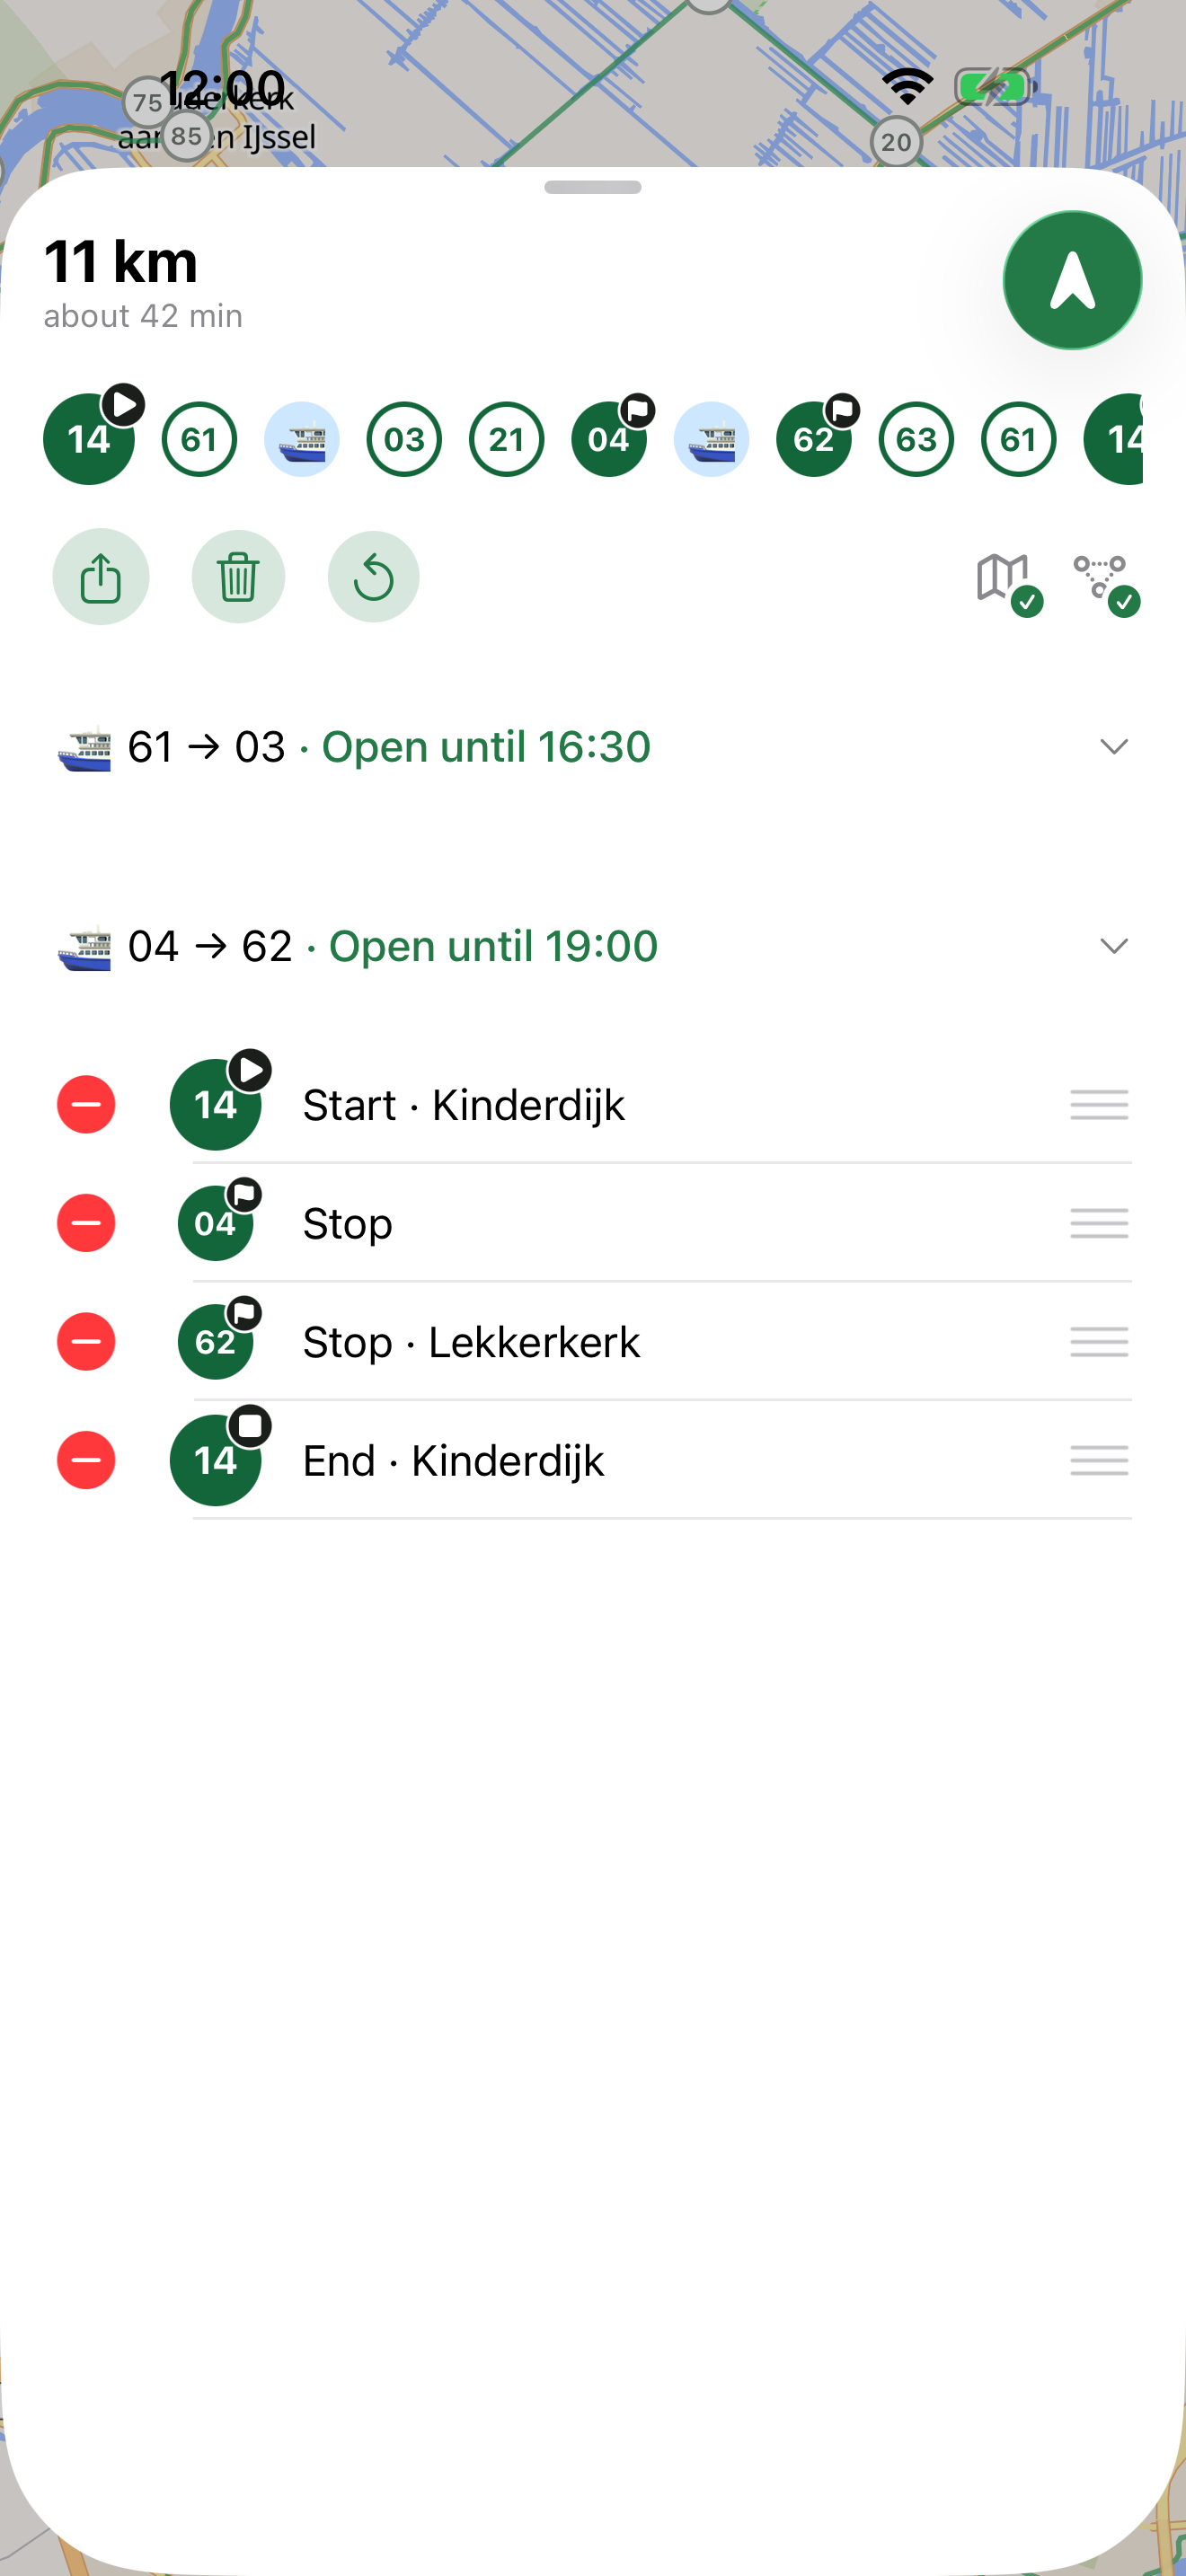 12:00
75
85
aan den IJssel
20
11 km
about 42 min
14 61 03 21 04 62 63 61 14
61 → 03 · Open until 16:30
04 → 62 · Open until 19:00
14 Start · Kinderdijk
04 Stop
62 Stop · Lekkerkerk
14 End · Kinderdijk